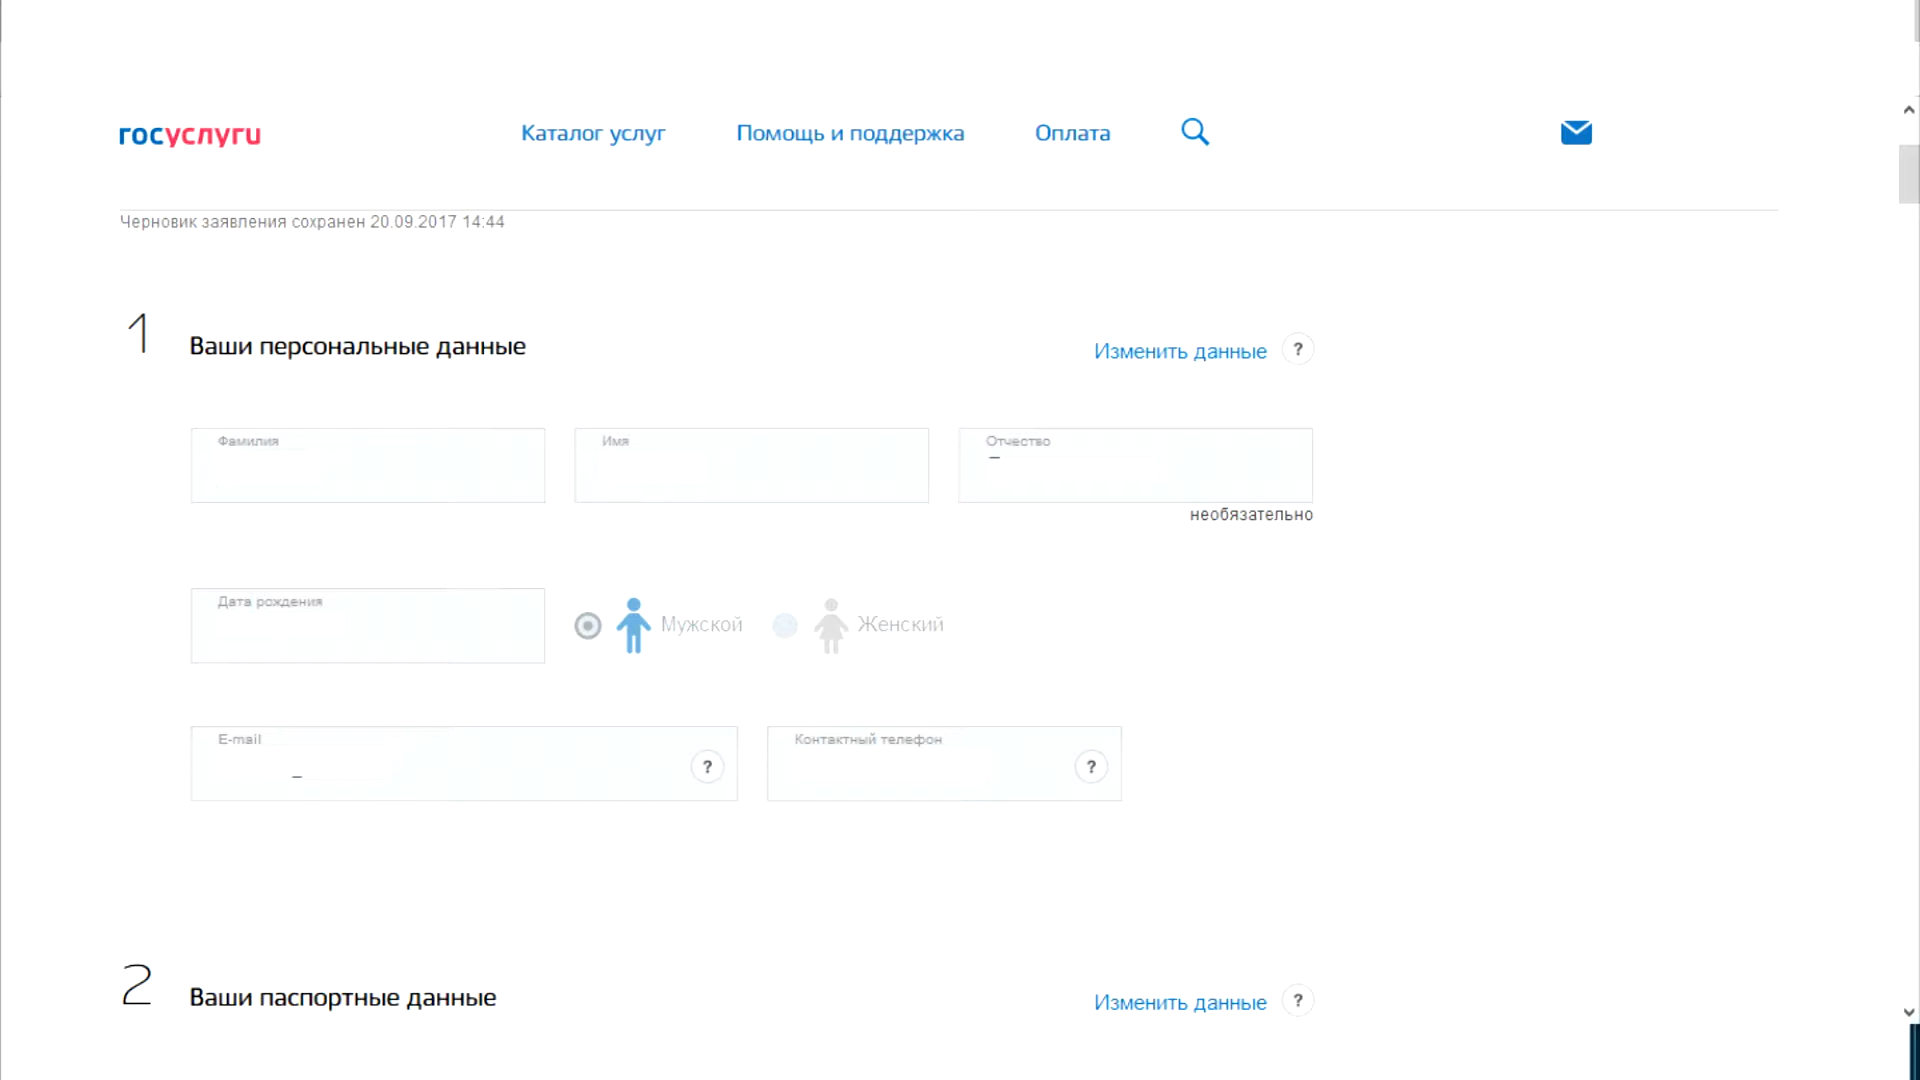 госуслуги
Каталог услуг
Помощь и поддержка
Оплата
Черновик заявления сохранен 20.09.2017 14:44
1
Ваши персональные данные
Изменить данные ?
Фамилия
Имя
Отчество
необязательно
Дата рождения
Мужской
Женский
E-mail
?
Контактный телефон
?
2
Ваши паспортные данные
Изменить данные ?